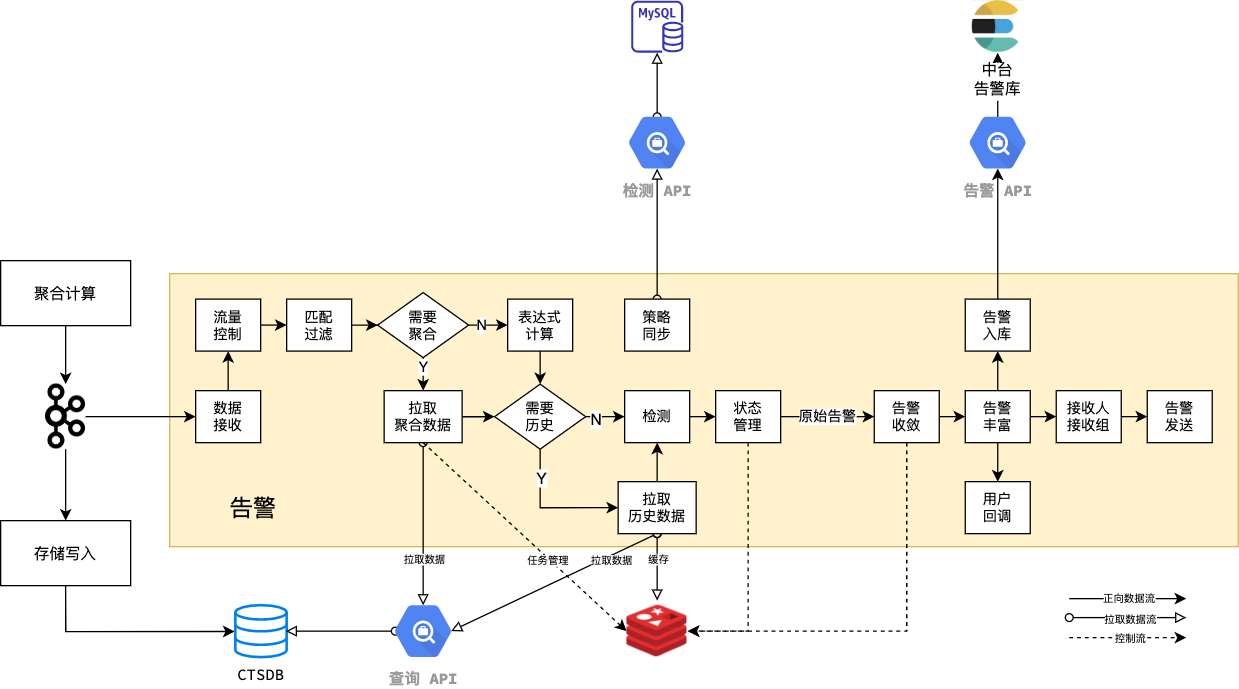 MySQL
中台
告警库
检测 API
告警 API
聚合计算
流量
控制
匹配
过滤
需要
聚合
N
表达式
计算
策略
同步
告警
入库
Y
数据
接收
拉取
聚合数据
需要
历史
N
检测
状态
管理
原始告警
告警
收敛
告警
丰富
接收人
接收组
告警
发送
Y
告警
拉取
历史数据
用户
回调
存储写入
拉取数据
任务管理
拉取数据
缓存
正向数据流
拉取数据流
控制流
CTSDB
查询 API